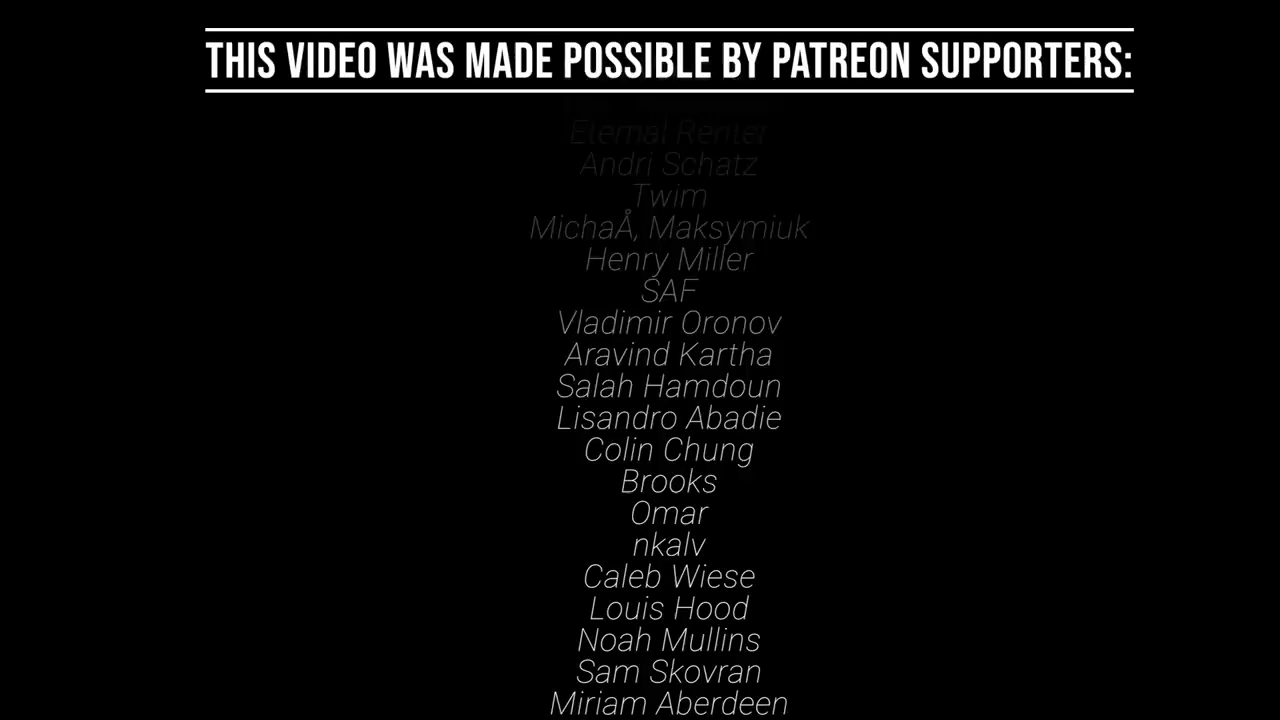 THIS VIDEO WAS MADE POSSIBLE BY PATREON SUPPORTERS:
Eternal Renter
Andri Schatz
Twim
MichaÅ‚ Maksymiuk
Henry Miller
SAF
Vladimir Oronov
Aravind Kartha
Salah Hamdoun
Lisandro Abadie
Colin Chung
Brooks
Omar
nkalv
Caleb Wiese
Louis Hood
Noah Mullins
Sam Skovran
Miriam Aberdeen